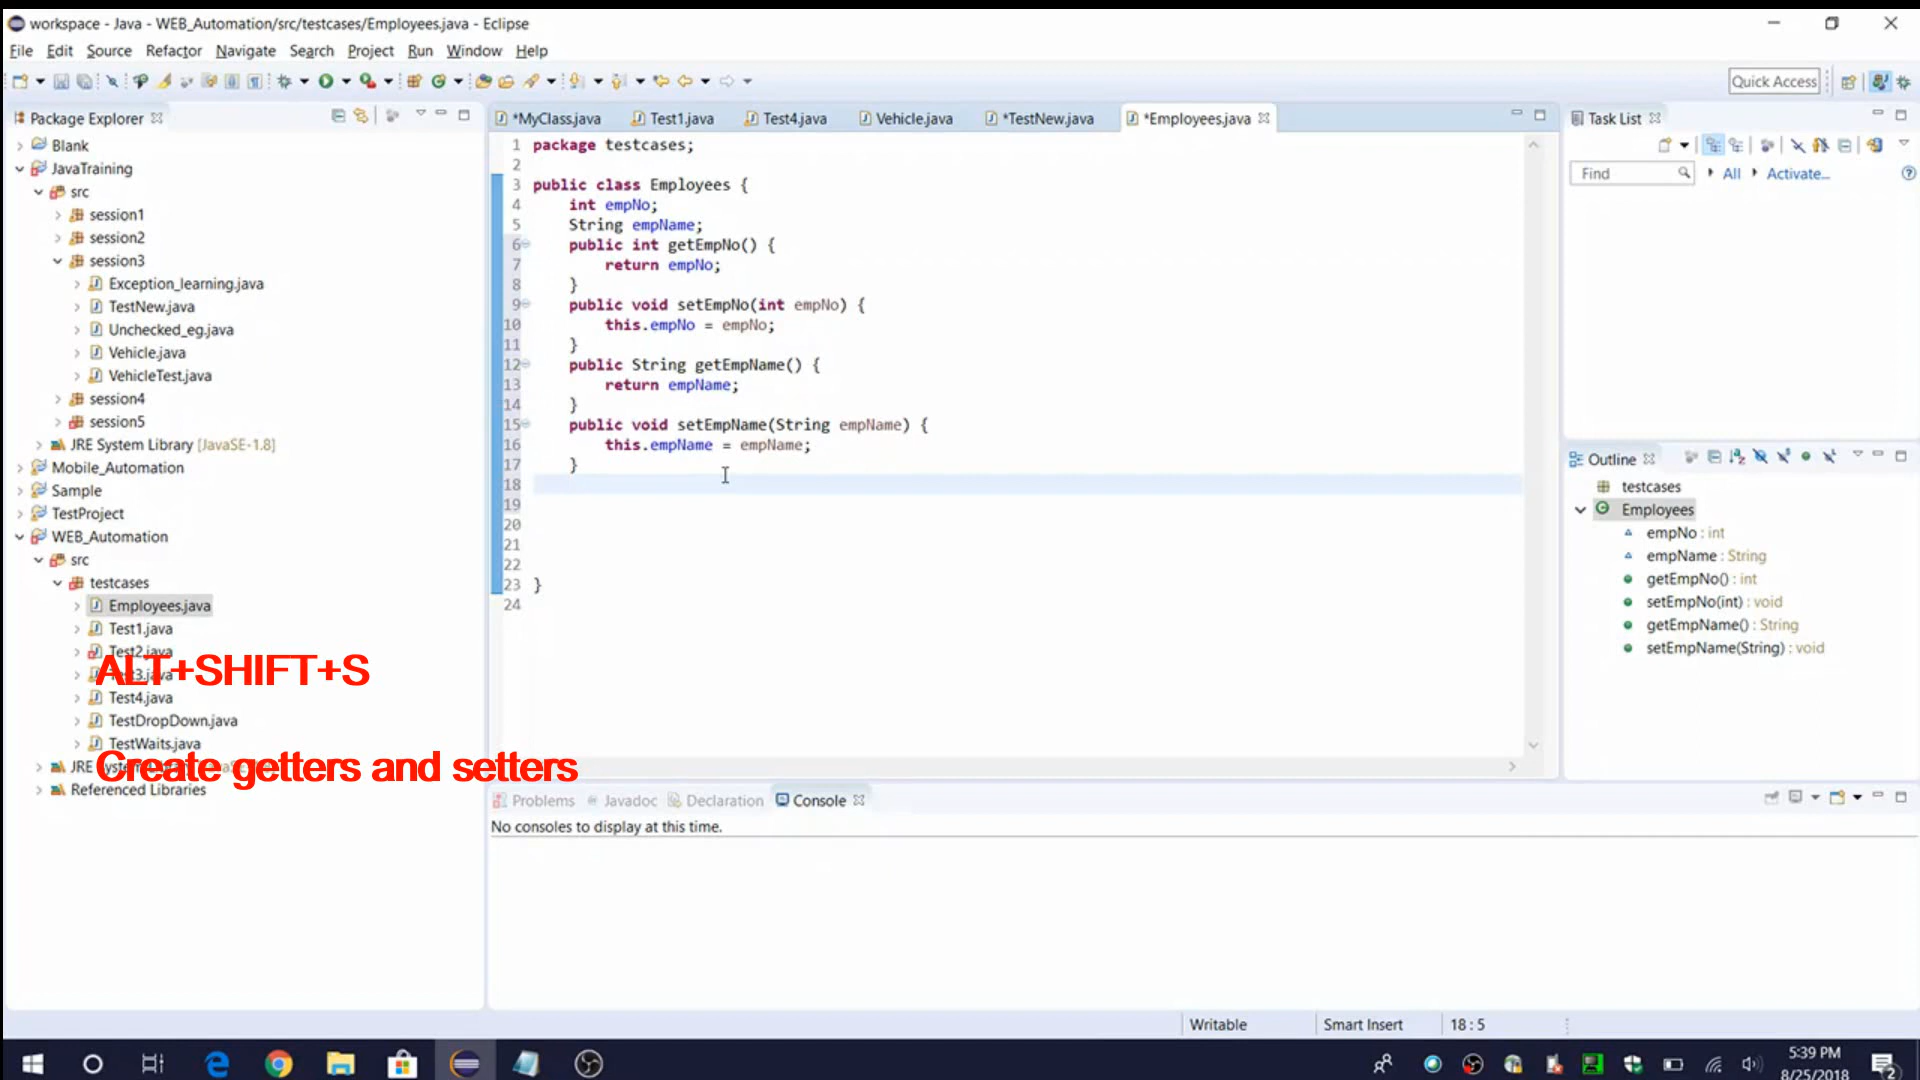 workspace - Java - WEB_Automation/src/testcases/Employees.java - Eclipse
File Edit Source Refactor Navigate Search Project Run Window Help
Quick Access
Package Explorer
Blank
JavaTraining
src
session1
session2
session3
Exception_learning.java
TestNew.java
Unchecked_eg.java
Vehicle.java
VehicleTest.java
session4
session5
JRE System Library [JavaSE-1.8]
Mobile_Automation
Sample
TestProject
WEB_Automation
src
testcases
Employees.java
Test1.java
Test2.java
ALT+SHIFT+S
Test4.java
TestDropDown.java
TestWaits.java
Create getters and setters
Referenced Libraries
*MyClass.java Test1.java Test4.java Vehicle.java *TestNew.java *Employees.java
1 package testcases;
2
3 public class Employees {
4 int empNo;
5 String empName;
6 public int getEmpNo() {
7 return empNo;
8 }
9 public void setEmpNo(int empNo) {
10 this.empNo = empNo;
11 }
12 public String getEmpName() {
13 return empName;
14 }
15 public void setEmpName(String empName) {
16 this.empName = empName;
17 }
18
19
20
21
22
23 }
24
Problems Javadoc Declaration Console
No consoles to display at this time.
Task List
Find All Activate...
Outline
testcases
Employees
empNo : int
empName : String
getEmpNo() : int
setEmpNo(int) : void
getEmpName() : String
setEmpName(String) : void
Writable Smart Insert 18 : 5
5:39 PM
8/25/2018
2